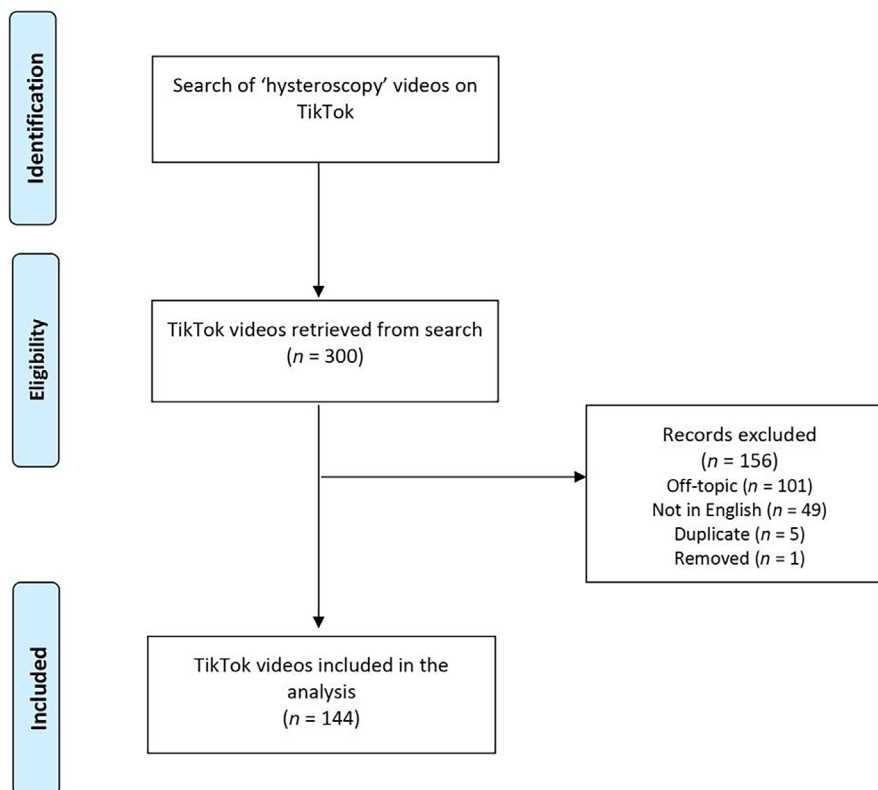 Identification
Search of ‘hysteroscopy’ videos on
TikTok
Eligibility
TikTok videos retrieved from search
(n = 300)
Records excluded
(n = 156)
Off-topic (n = 101)
Not in English (n = 49)
Duplicate (n = 5)
Removed (n = 1)
Included
TikTok videos included in the
analysis
(n = 144)